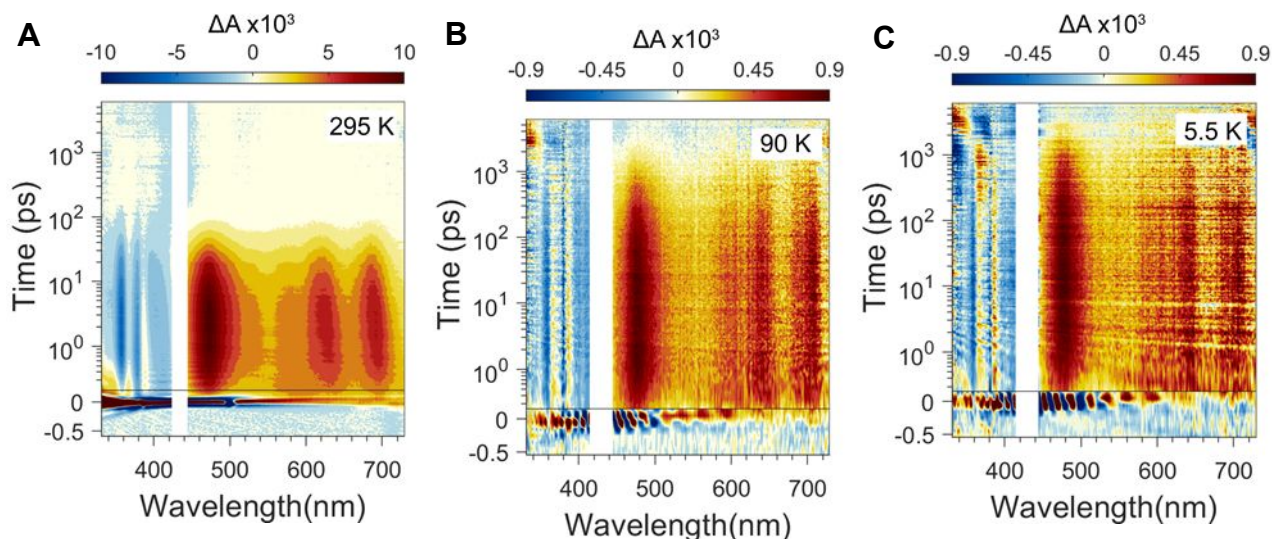 A
ΔA x10³
-10 -5 0 5 10
295 K
Time (ps)
10³
10²
10¹
10⁰
0
-0.5
400 500 600 700
Wavelength(nm)
B
ΔA x10³
-0.9 -0.45 0 0.45 0.9
90 K
Time (ps)
10³
10²
10¹
10⁰
0
-0.5
400 500 600 700
Wavelength(nm)
C
ΔA x10³
-0.9 -0.45 0 0.45 0.9
5.5 K
Time (ps)
10³
10²
10¹
10⁰
0
-0.5
400 500 600 700
Wavelength(nm)